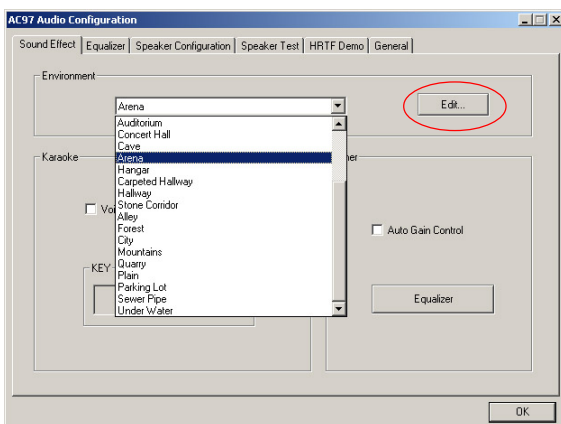 AC97 Audio Configuration
Sound Effect Equalizer Speaker Configuration Speaker Test HRTF Demo General
Environment
Arena
Edit...
Auditorium
Concert Hall
Cave
Arena
Hangar
Carpeted Hallway
Hallway
Stone Corridor
Alley
Forest
City
Mountains
Quarry
Plain
Parking Lot
Sewer Pipe
Under Water
Karaoke
KEY
Auto Gain Control
Equalizer
OK